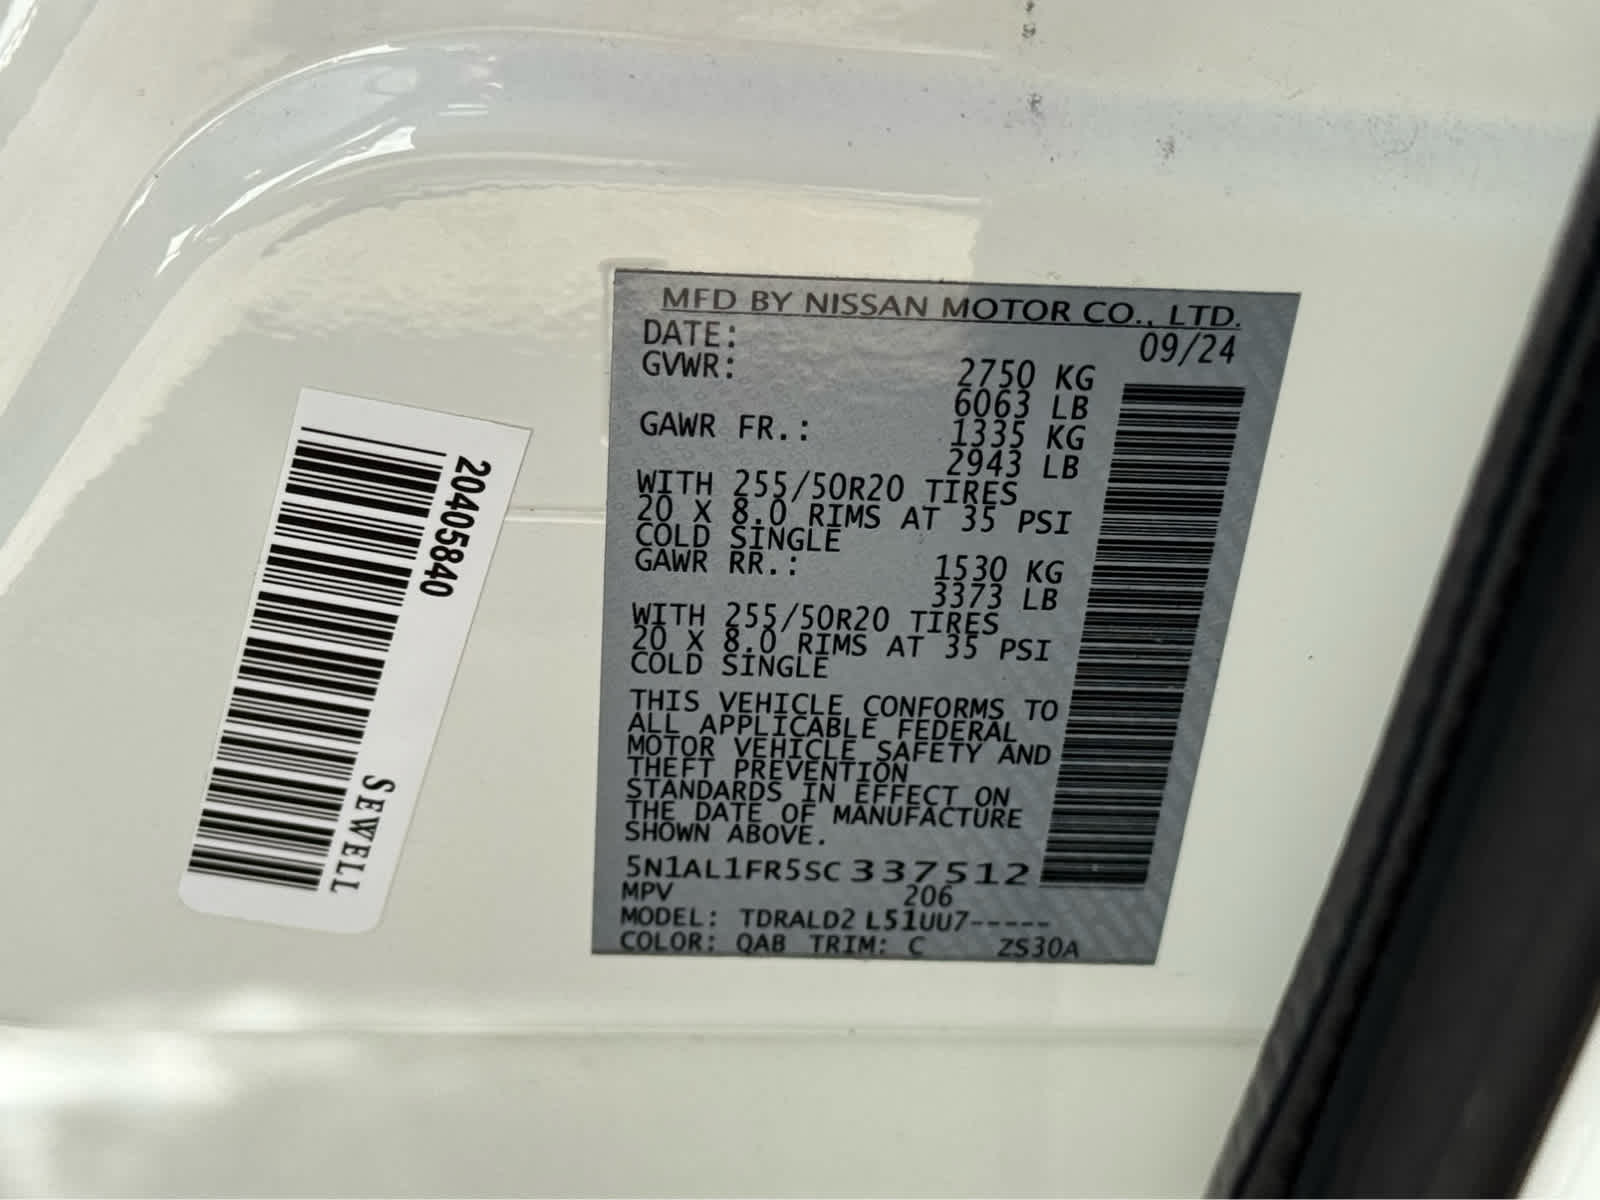 MFD BY NISSAN MOTOR CO., LTD.
DATE: 09/24
GVWR: 2750 KG
6063 LB
GAWR FR.: 1335 KG
2943 LB
WITH 255/50R20 TIRES
20 X 8.0 RIMS AT 35 PSI
COLD SINGLE
GAWR RR.: 1530 KG
3373 LB
WITH 255/50R20 TIRES
20 X 8.0 RIMS AT 35 PSI
COLD SINGLE
THIS VEHICLE CONFORMS TO
ALL APPLICABLE FEDERAL
MOTOR VEHICLE SAFETY AND
THEFT PREVENTION
STANDARDS IN EFFECT ON
THE DATE OF MANUFACTURE
SHOWN ABOVE.
5N1AL1FR5SC337512
MPV 206
MODEL: TDRALD2 L51UU7-----
COLOR: QAB TRIM: C ZS30A
20405840
SEWELL